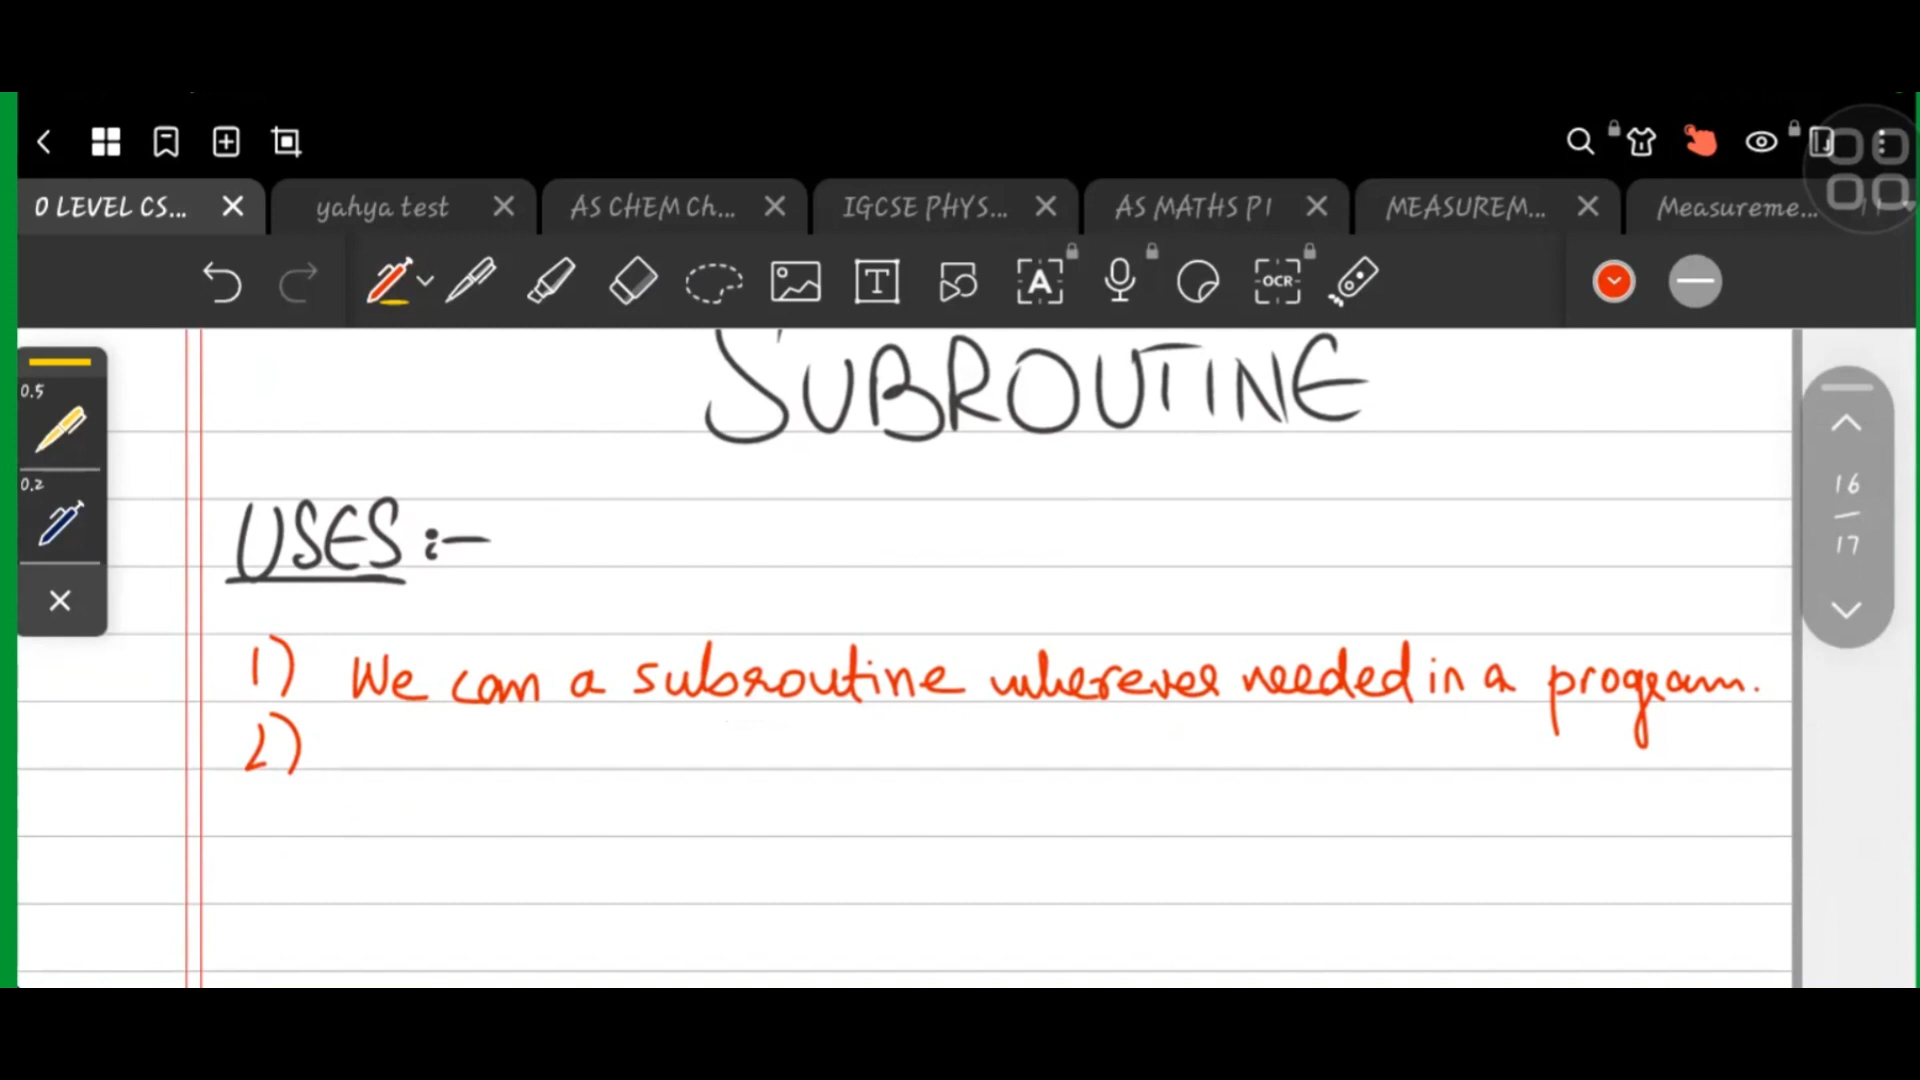 0 LEVEL CS...
yahya test
AS CHEM Ch...
IGCSE PHYS...
AS MATHS P1
MEASUREM...
Measureme...
T
A
OCR
0.5
0.2
16
17
SUBROUTINE
USES :-
1) We can a subroutine wherever needed in a program.
2)